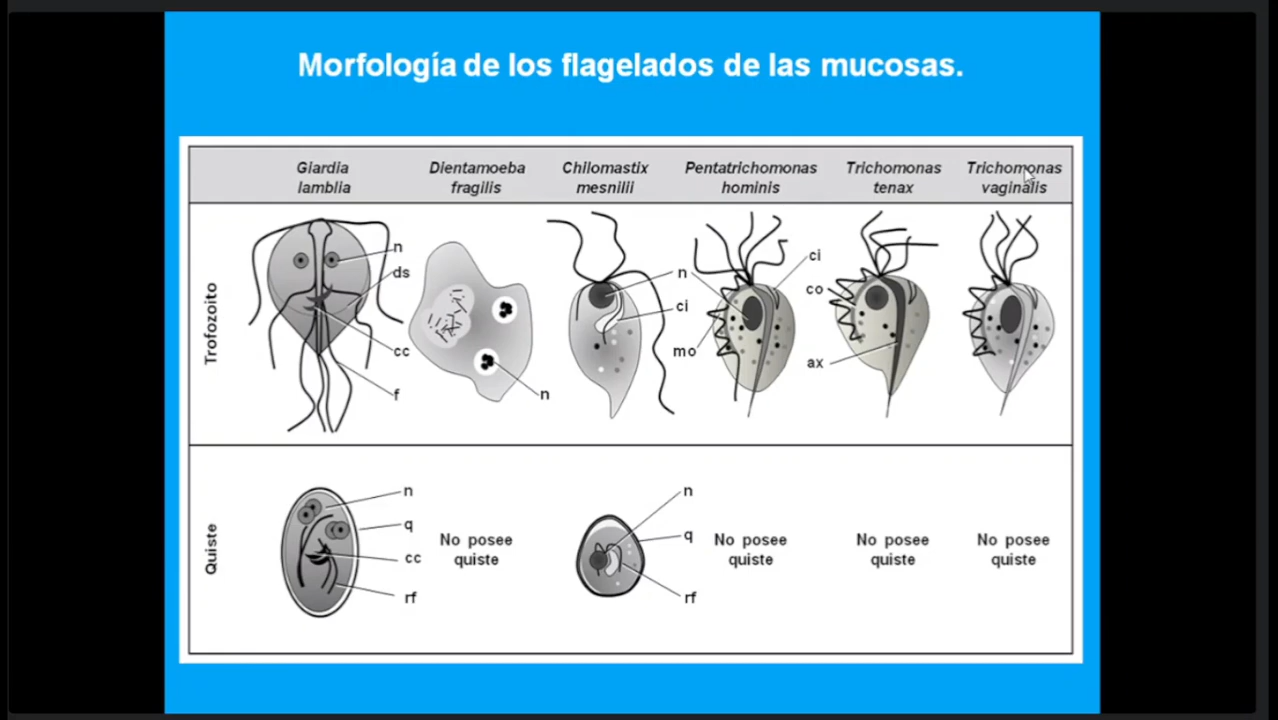 Morfología de los flagelados de las mucosas.
Giardia lamblia
Dientamoeba fragilis
Chilomastix mesnilii
Pentatrichomonas hominis
Trichomonas tenax
Trichomonas vaginalis
Trofozoito
n
ds
cc
f
n
n
ci
mo
ci
co
ax
Quiste
n
q
cc
rf
No posee quiste
n
q
rf
No posee quiste
No posee quiste
No posee quiste